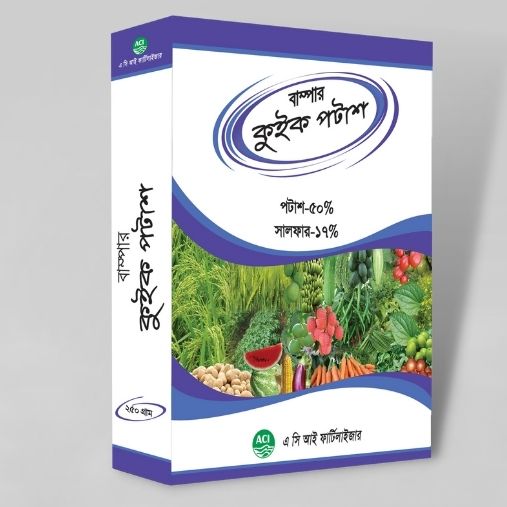 ACI
এ সি আই ফার্টিলাইজার
বাম্পার
কুইক পটাশ
২৫০ গ্রাম
বাম্পার
কুইক পটাশ
পটাশ-৫০%
সালফার-১৭%
ACI
এ সি আই ফার্টিলাইজার